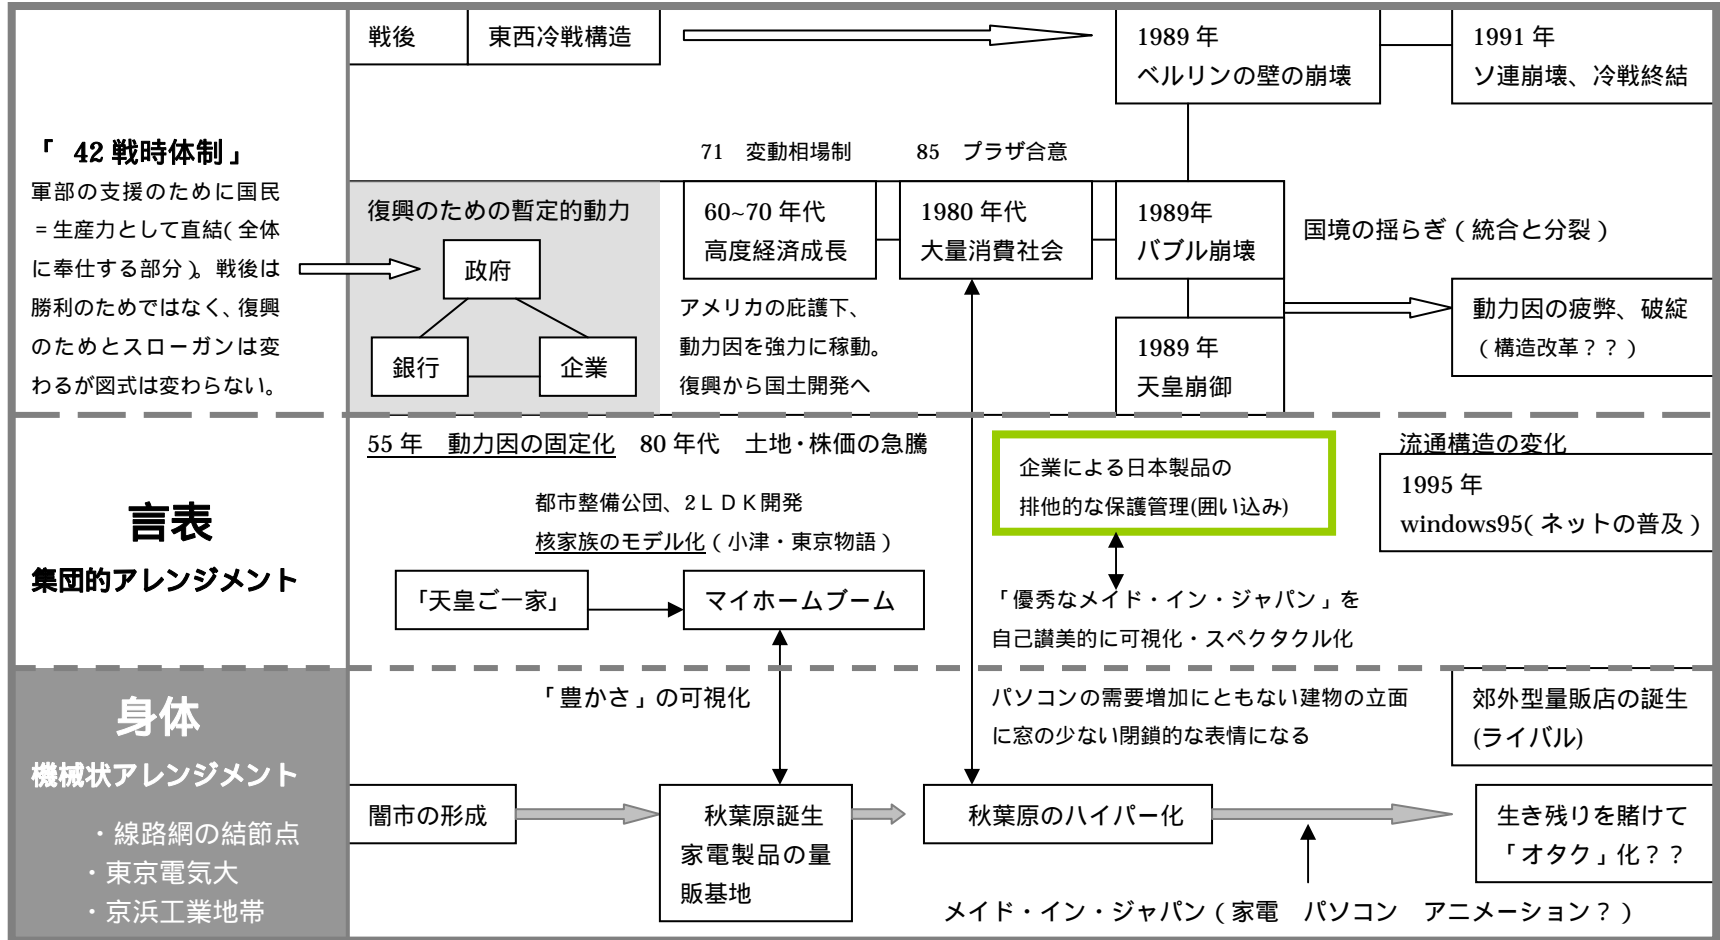 戦後　東西冷戦構造
1989 年
ベルリンの壁の崩壊
1991 年
ソ連崩壊、冷戦終結
「 42 戦時体制」
軍部の支援のために国民
=生産力として直結(全体
に奉仕する部分)。戦後は
勝利のためではなく、復興
のためとスローガンは変
わるが図式は変わらない。
復興のための暫定的動力
政府
銀行
企業
71　変動相場制
85　プラザ合意
60~70 年代
高度経済成長
1980 年代
大量消費社会
1989年
バブル崩壊
国境の揺らぎ(統合と分裂)
アメリカの庇護下、
動力因を強力に稼動。
復興から国土開発へ
1989 年
天皇崩御
動力因の疲弊、破綻
(構造改革??)
言表
集団的アレンジメント
55 年　動力因の固定化　80 年代　土地・株価の急騰
都市整備公団、2LDK開発
核家族のモデル化(小津・東京物語)
「天皇ご一家」
マイホームブーム
企業による日本製品の
排他的な保護管理(囲い込み)
「優秀なメイド・イン・ジャパン」を
自己讃美的に可視化・スペクタクル化
流通構造の変化
1995 年
windows95(ネットの普及)
身体
機械状アレンジメント
・線路網の結節点
・東京電気大
・京浜工業地帯
「豊かさ」の可視化
パソコンの需要増加にともない建物の立面
に窓の少ない閉鎖的な表情になる
郊外型量販店の誕生
(ライバル)
闇市の形成
秋葉原誕生
家電製品の量
販基地
秋葉原のハイパー化
生き残りを賭けて
「オタク」化??
メイド・イン・ジャパン(家電　パソコン　アニメーション?)